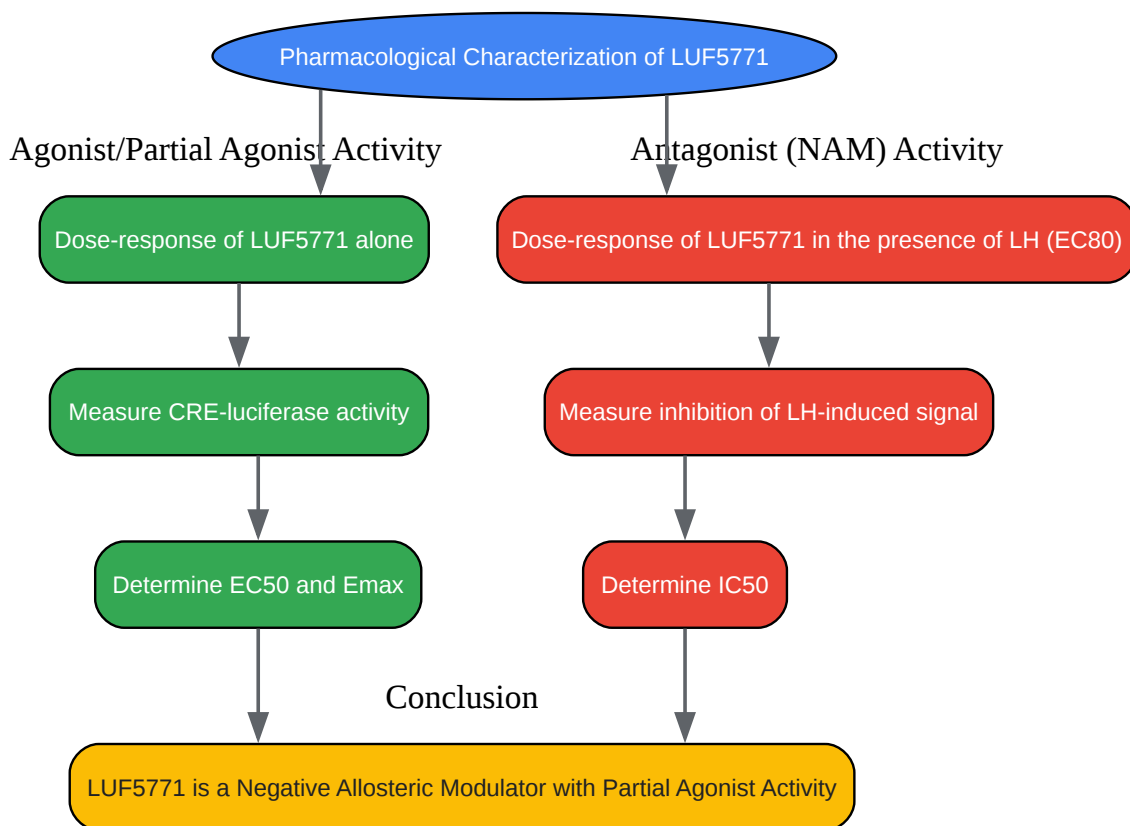 Pharmacological Characterization of LUF5771
Agonist/Partial Agonist Activity
Antagonist (NAM) Activity
Dose-response of LUF5771 alone
Dose-response of LUF5771 in the presence of LH (EC80)
Measure CRE-luciferase activity
Measure inhibition of LH-induced signal
Determine EC50 and Emax
Determine IC50
Conclusion
LUF5771 is a Negative Allosteric Modulator with Partial Agonist Activity